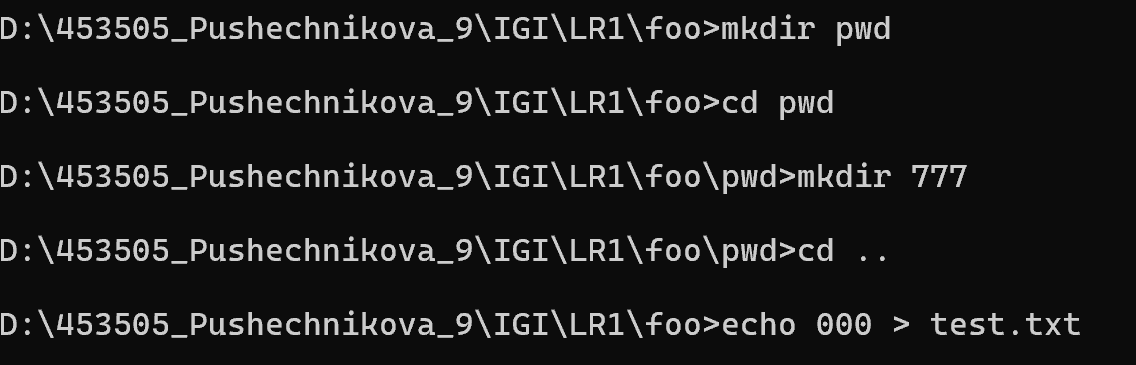 D:\453505_Pushechnikova_9\IGI\LR1\foo>mkdir pwd
D:\453505_Pushechnikova_9\IGI\LR1\foo>cd pwd
D:\453505_Pushechnikova_9\IGI\LR1\foo\pwd>mkdir 777
D:\453505_Pushechnikova_9\IGI\LR1\foo\pwd>cd ..
D:\453505_Pushechnikova_9\IGI\LR1\foo>echo 000 > test.txt